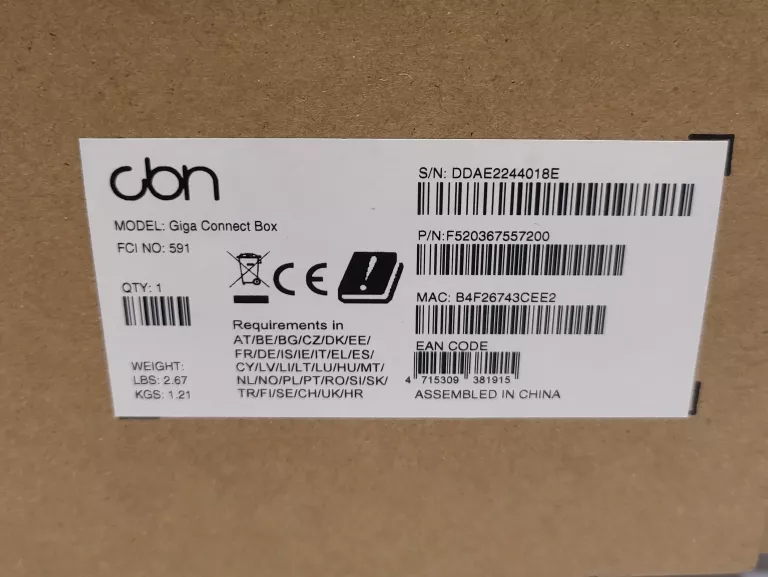 cbn
MODEL: Giga Connect Box
FCI NO: 591
QTY: 1
WEIGHT:
LBS: 2.67
KGS: 1.21
CE
Requirements in
AT/BE/BG/CZ/DK/EE/
FR/DE/IS/IE/IT/EL/ES/
CY/LV/LI/LT/LU/HU/MT/
NL/NO/PL/PT/RO/SI/SK/
TR/FI/SE/CH/UK/HR
S/N: DDAE2244018E
P/N:F520367557200
MAC: B4F26743CEE2
EAN CODE
4 715309 381915
ASSEMBLED IN CHINA